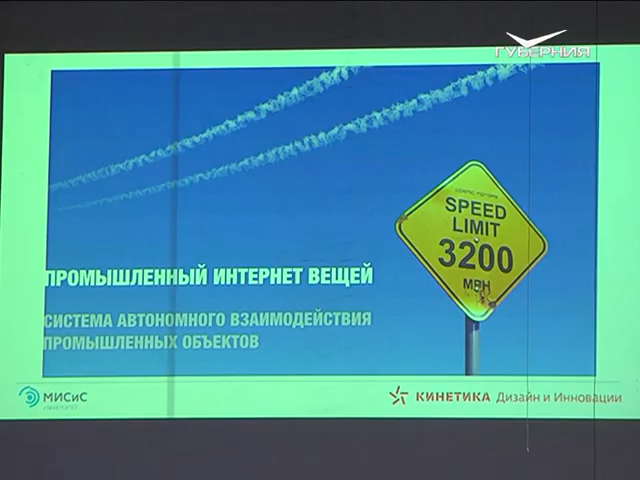 ГУБЕРНИЯ
SPEED
LIMIT
3200
MPH
ПРОМЫШЛЕННЫЙ ИНТЕРНЕТ ВЕЩЕЙ
СИСТЕМА АВТОНОМНОГО ВЗАИМОДЕЙСТВИЯ
ПРОМЫШЛЕННЫХ ОБЪЕКТОВ
МИСиС
КИНЕТИКА Дизайн и Инновации